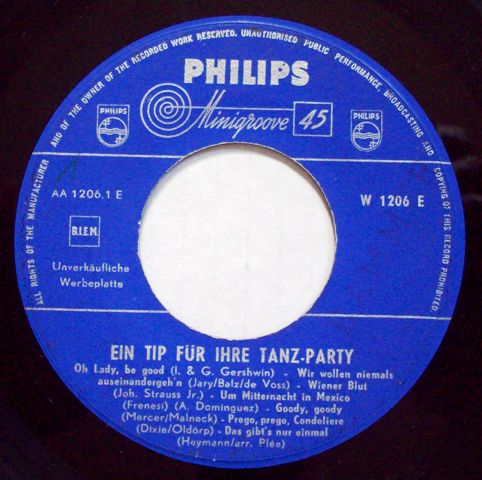 ALL RIGHTS OF THE MANUFACTURER AND OF THE OWNER OF THE RECORDED WORK RESERVED. UNAUTHORISED PUBLIC PERFORMANCE, BROADCASTING AND COPYING OF THIS RECORD PROHIBITED
PHILIPS
Minigroove 45
PHILIPS
PHILIPS
AA 1206.1 E
W 1206 E
B.I.E.M.
Unverkäufliche
Werbeplatte
EIN TIP FÜR IHRE TANZ-PARTY
Oh Lady, be good (I. & G. Gershwin) - Wir wollen niemals
auseinandergeh'n (Jary/Balz/de Voss) - Wiener Blut
(Joh. Strauss Jr.) - Um Mitternacht in Mexico
(Frenesi) (A. Dominguez) - Goody, goody
(Mercer/Malneck) - Prego, prego, Gondoliere
(Dixie/Oldörp) - Das gibt's nur einmal
(Heymann/arr. Plée)